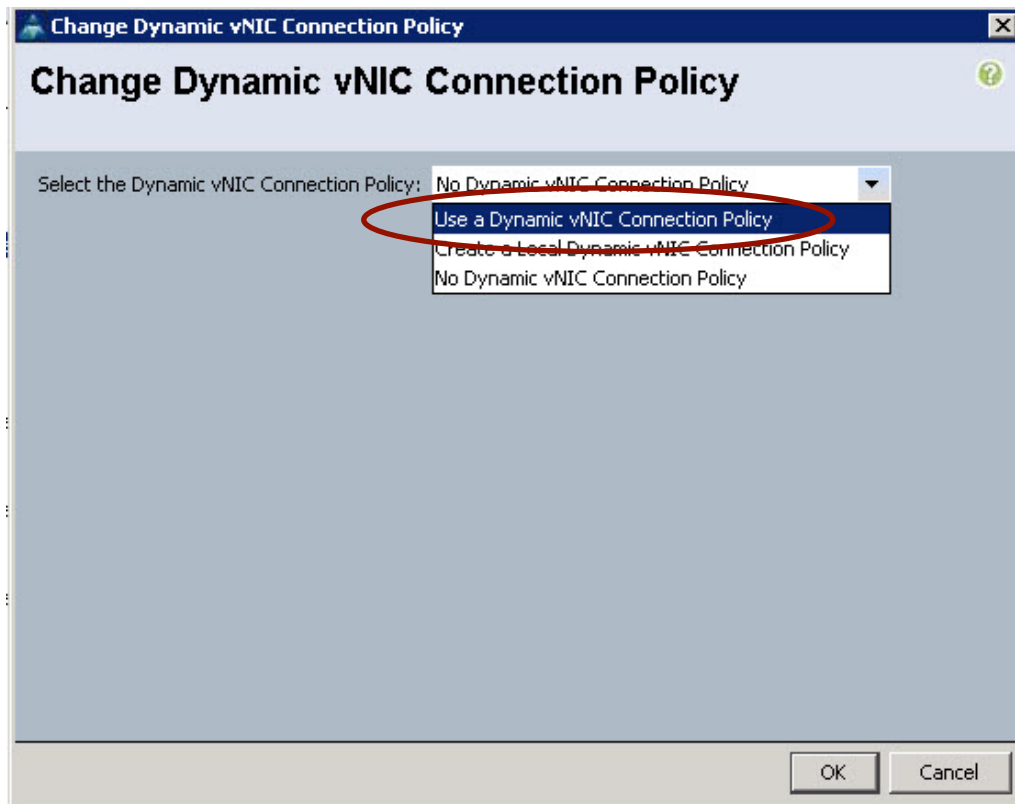 Change Dynamic vNIC Connection Policy
Change Dynamic vNIC Connection Policy
Select the Dynamic vNIC Connection Policy: No Dynamic vNIC Connection Policy
Use a Dynamic vNIC Connection Policy
Create a Local Dynamic vNIC Connection Policy
No Dynamic vNIC Connection Policy
OK Cancel